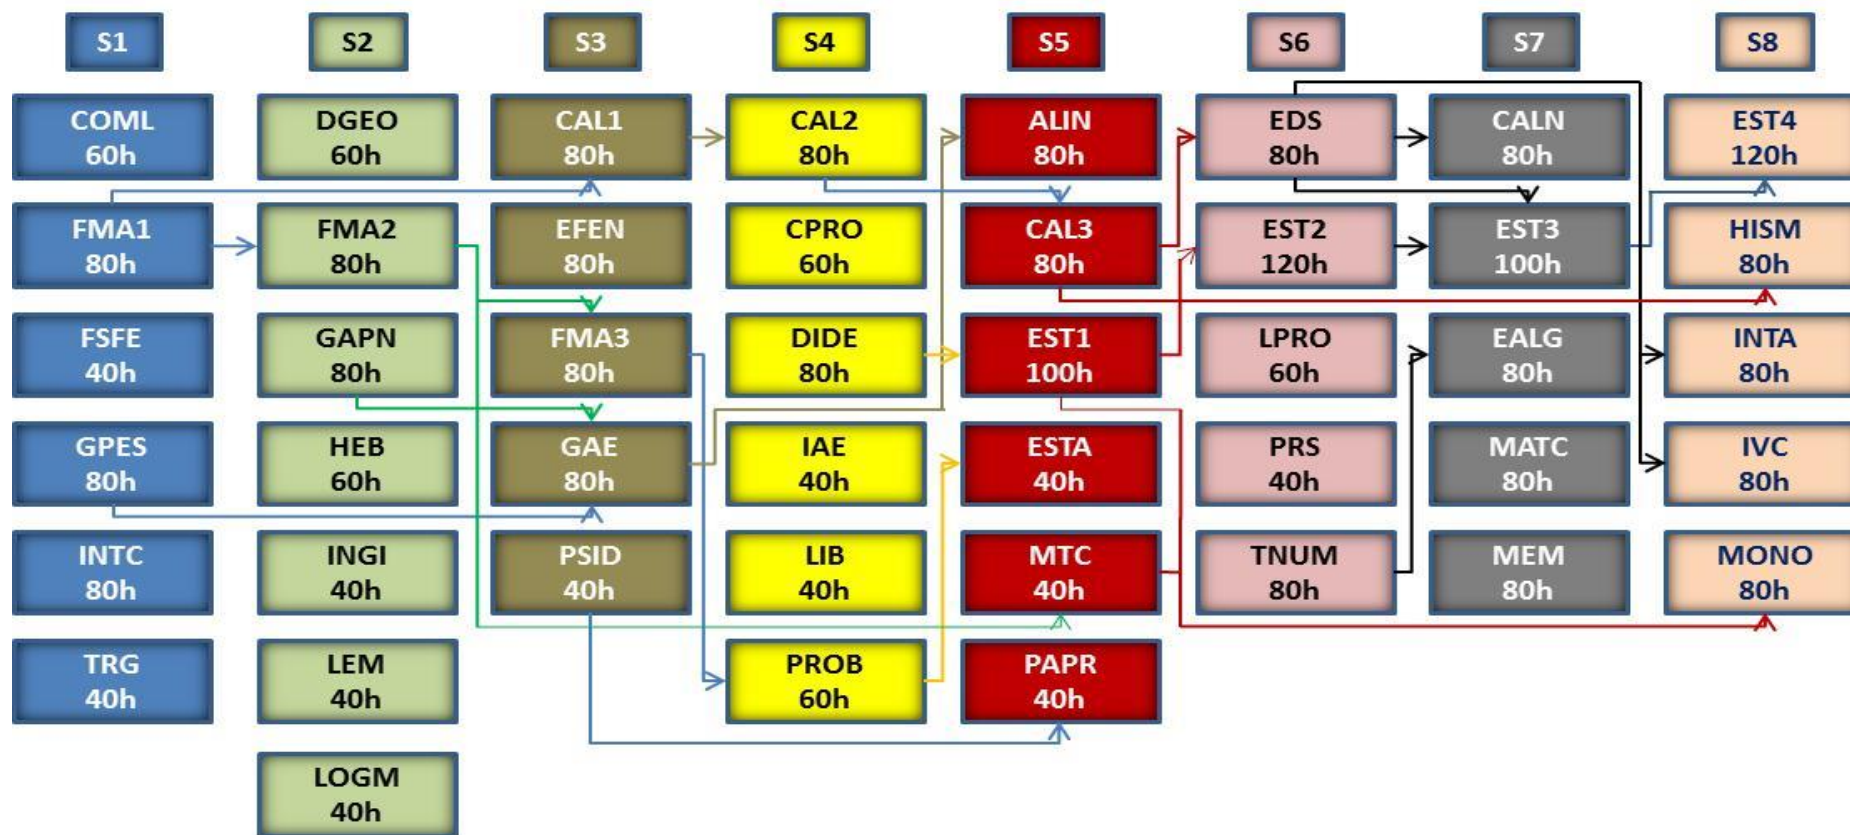 S1
S2
S3
S4
S5
S6
S7
S8
COML
60h
DGEO
60h
CAL1
80h
CAL2
80h
ALIN
80h
EDS
80h
CALN
80h
EST4
120h
FMA1
80h
FMA2
80h
EFEN
80h
CPRO
60h
CAL3
80h
EST2
120h
EST3
100h
HISM
80h
FSFE
40h
GAPN
80h
FMA3
80h
DIDE
80h
EST1
100h
LPRO
60h
EALG
80h
INTA
80h
GPES
80h
HEB
60h
GAE
80h
IAE
40h
ESTA
40h
PRS
40h
MATC
80h
IVC
80h
INTC
80h
INGI
40h
PSID
40h
LIB
40h
MTC
40h
TNUM
80h
MEM
80h
MONO
80h
TRG
40h
LEM
40h
PROB
60h
PAPR
40h
LOGM
40h